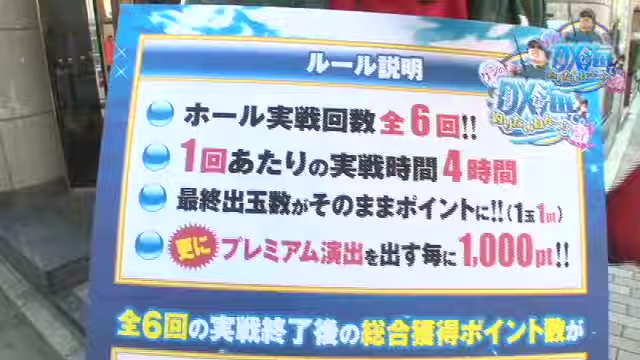 ルール説明
ホール実戦回数全6回!!
1回あたりの実戦時間4時間
最終出玉数がそのままポイントに!!(1玉1pt)
更にプレミアム演出を出す毎に1,000pt!!
全6回の実戦終了後の総合獲得ポイント数が